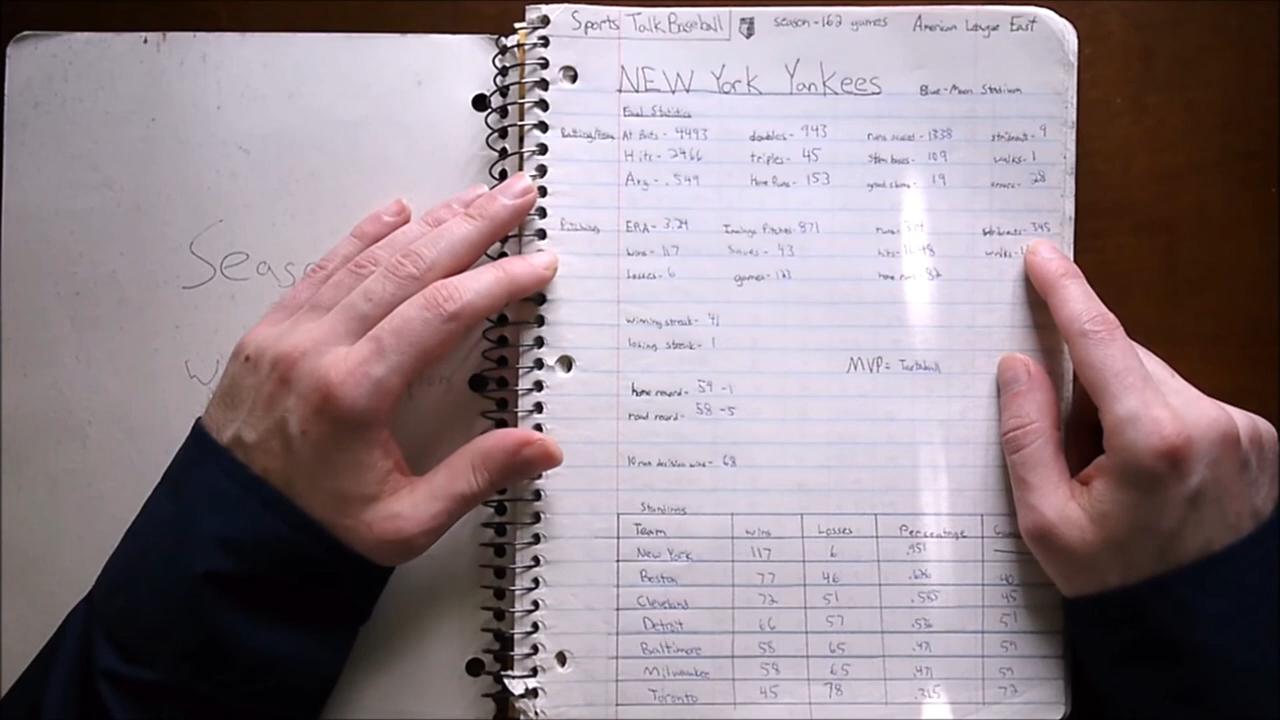 Sports Talk Baseball season-162 games American League East
NEW York Yankees Blue-Moon Stadium
Final Statistics
Batting/Team At Bats - 4493 doubles - 943 runs scored - 1338 strikeouts - 9
Hits - 2466 triples - 45 stolen bases - 109 walks - 1
Avg - .549 Home Runs - 153 grand slams - 19 errors - 28
Pitching ERA - 3.24 Innings Pitched - 871 runs - strikeouts - 345
wins - 117 Saves - 43 hits - walks -
Losses - 6 games - 123 home runs - 82
Seas
winning streak - 41
losing streak - 1
MVP = Tartabull
home record - 59 -1
road record - 58 -5
10 run decision wins - 68
Standings
Team wins Losses Percentage
New York 117 6 .951
Boston 77 46 .626 40
Cleveland 72 51 .585 45
Detroit 66 57 .536 51
Baltimore 58 65 .471 59
Milwaukee 58 65 .471 59
Toronto 45 78 72